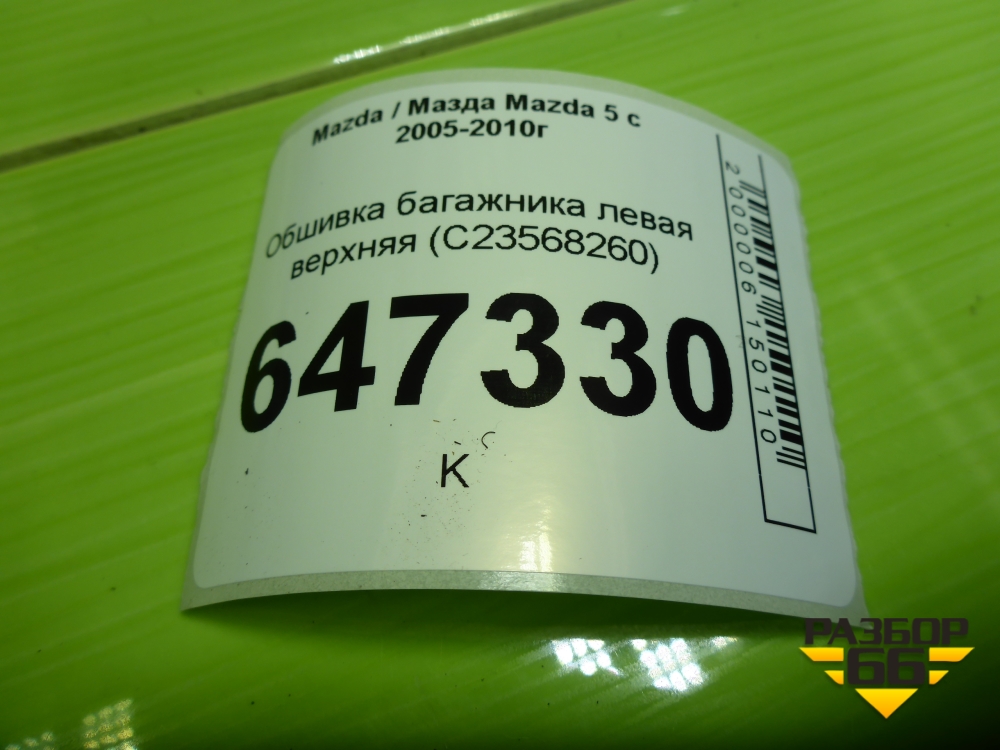 Mazda / Мазда Mazda 5 с
2005-2010г
Обшивка багажника левая
верхняя (C23568260)
647330
К
2000006150110
РАЗБОР
66